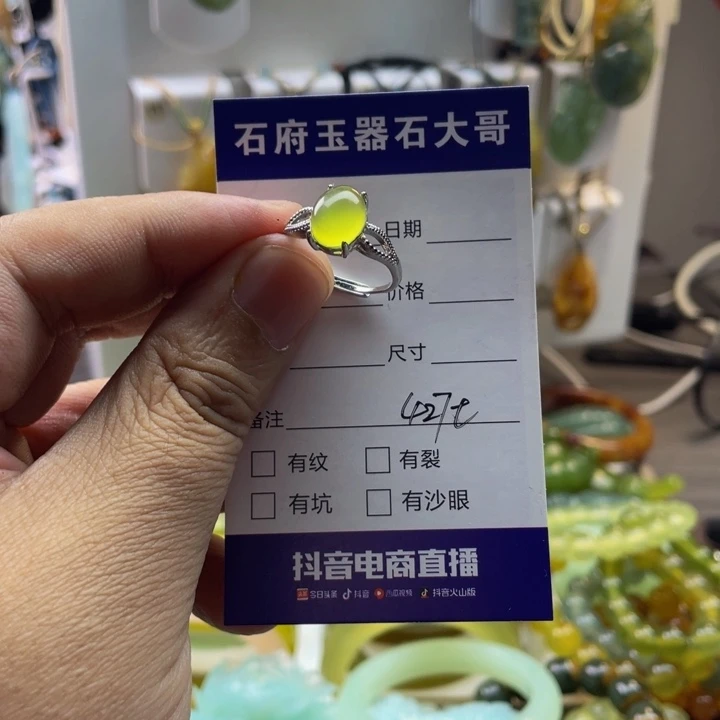 石府玉器石大哥
日期
价格
尺寸
备注 427t
有纹 有裂
有坑 有沙眼
抖音电商直播
今日头条 抖音 西瓜视频 抖音火山版